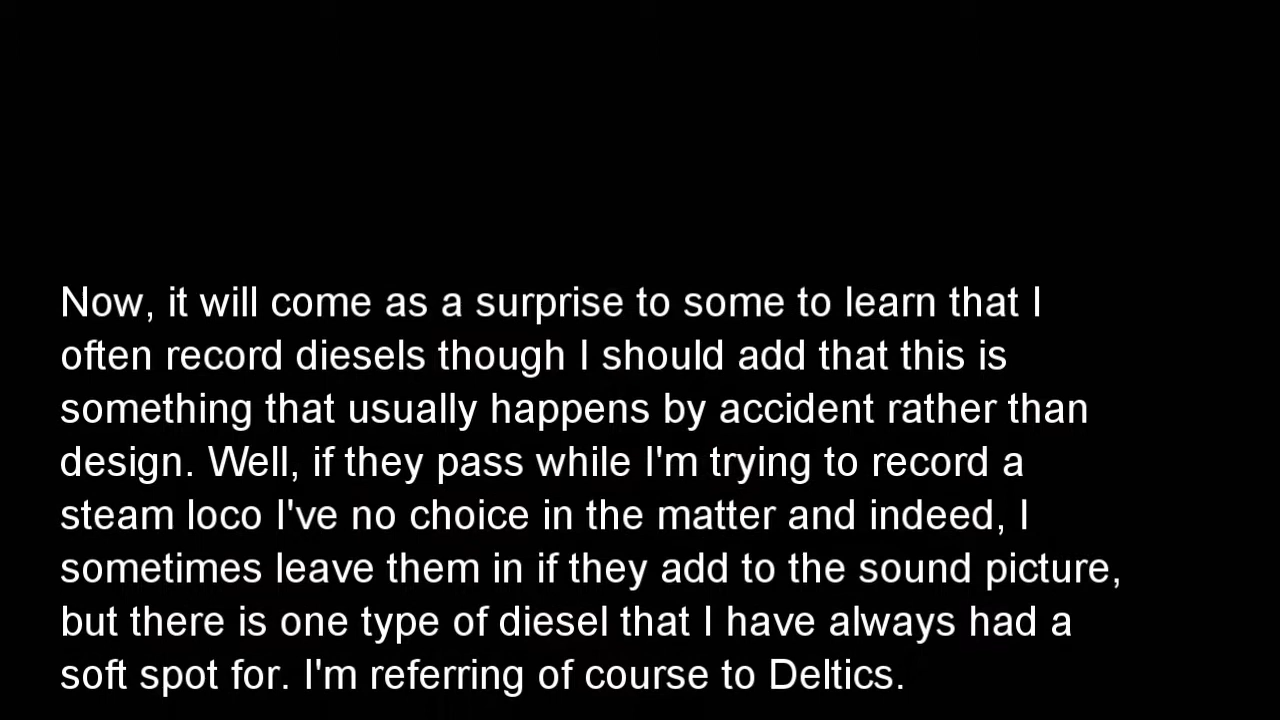 Now, it will come as a surprise to some to learn that I
often record diesels though I should add that this is
something that usually happens by accident rather than
design. Well, if they pass while I'm trying to record a
steam loco I've no choice in the matter and indeed, I
sometimes leave them in if they add to the sound picture,
but there is one type of diesel that I have always had a
soft spot for. I'm referring of course to Deltics.